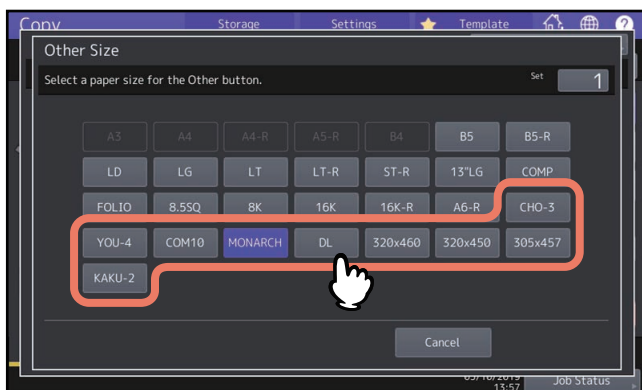 Copy Storage Settings Template ?
Other Size
Select a paper size for the Other button. Set 1
A3 A4 A4-R A5-R B4 B5 B5-R
LD LG LT LT-R ST-R 13"LG COMP
FOLIO 8.5SQ 8K 16K 16K-R A6-R CHO-3
YOU-4 COM10 MONARCH DL 320x460 320x450 305x457
KAKU-2
Cancel
13:57 Job Status